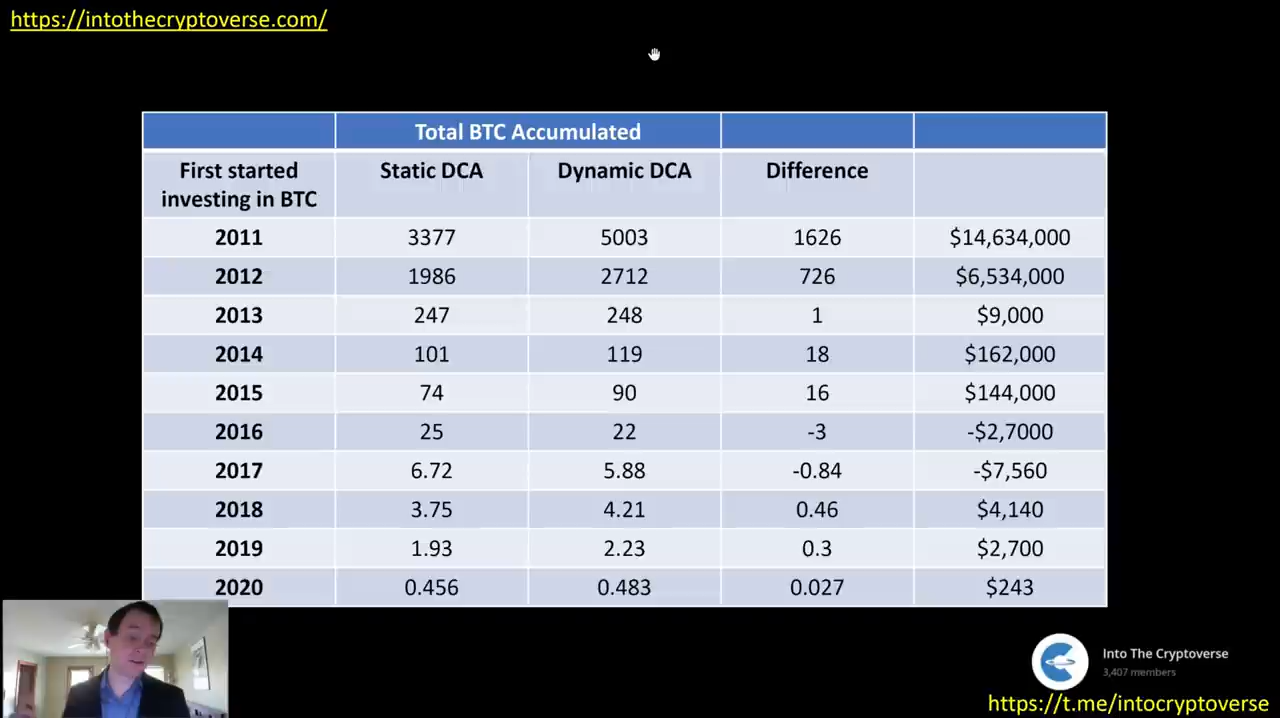 https://intothecryptoverse.com/
Total BTC Accumulated
First started investing in BTC Static DCA Dynamic DCA Difference
2011 3377 5003 1626 $14,634,000
2012 1986 2712 726 $6,534,000
2013 247 248 1 $9,000
2014 101 119 18 $162,000
2015 74 90 16 $144,000
2016 25 22 -3 -$2,7000
2017 6.72 5.88 -0.84 -$7,560
2018 3.75 4.21 0.46 $4,140
2019 1.93 2.23 0.3 $2,700
2020 0.456 0.483 0.027 $243
Into The Cryptoverse
3,407 members
https://t.me/intocryptoverse